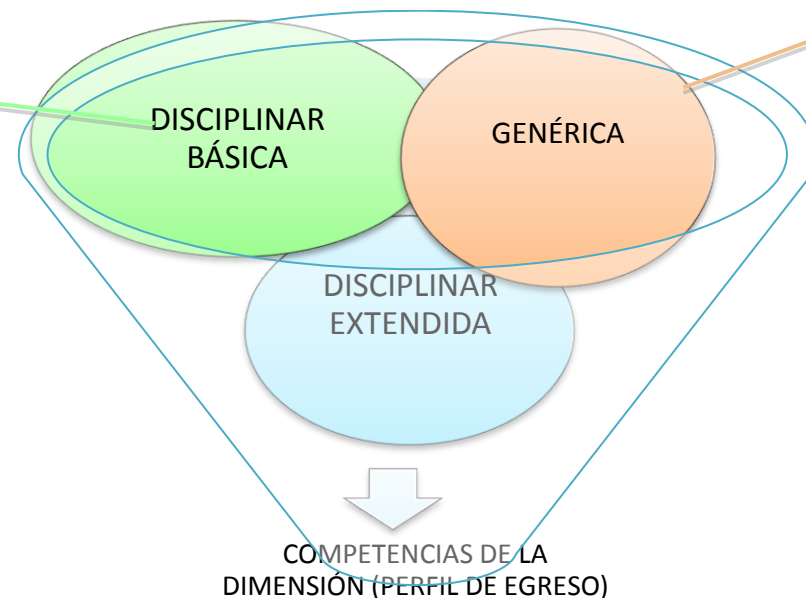 DISCIPLINAR
BÁSICA
GENÉRICA
DISCIPLINAR
EXTENDIDA
COMPETENCIAS DE LA
DIMENSIÓN (PERFIL DE EGRESO)